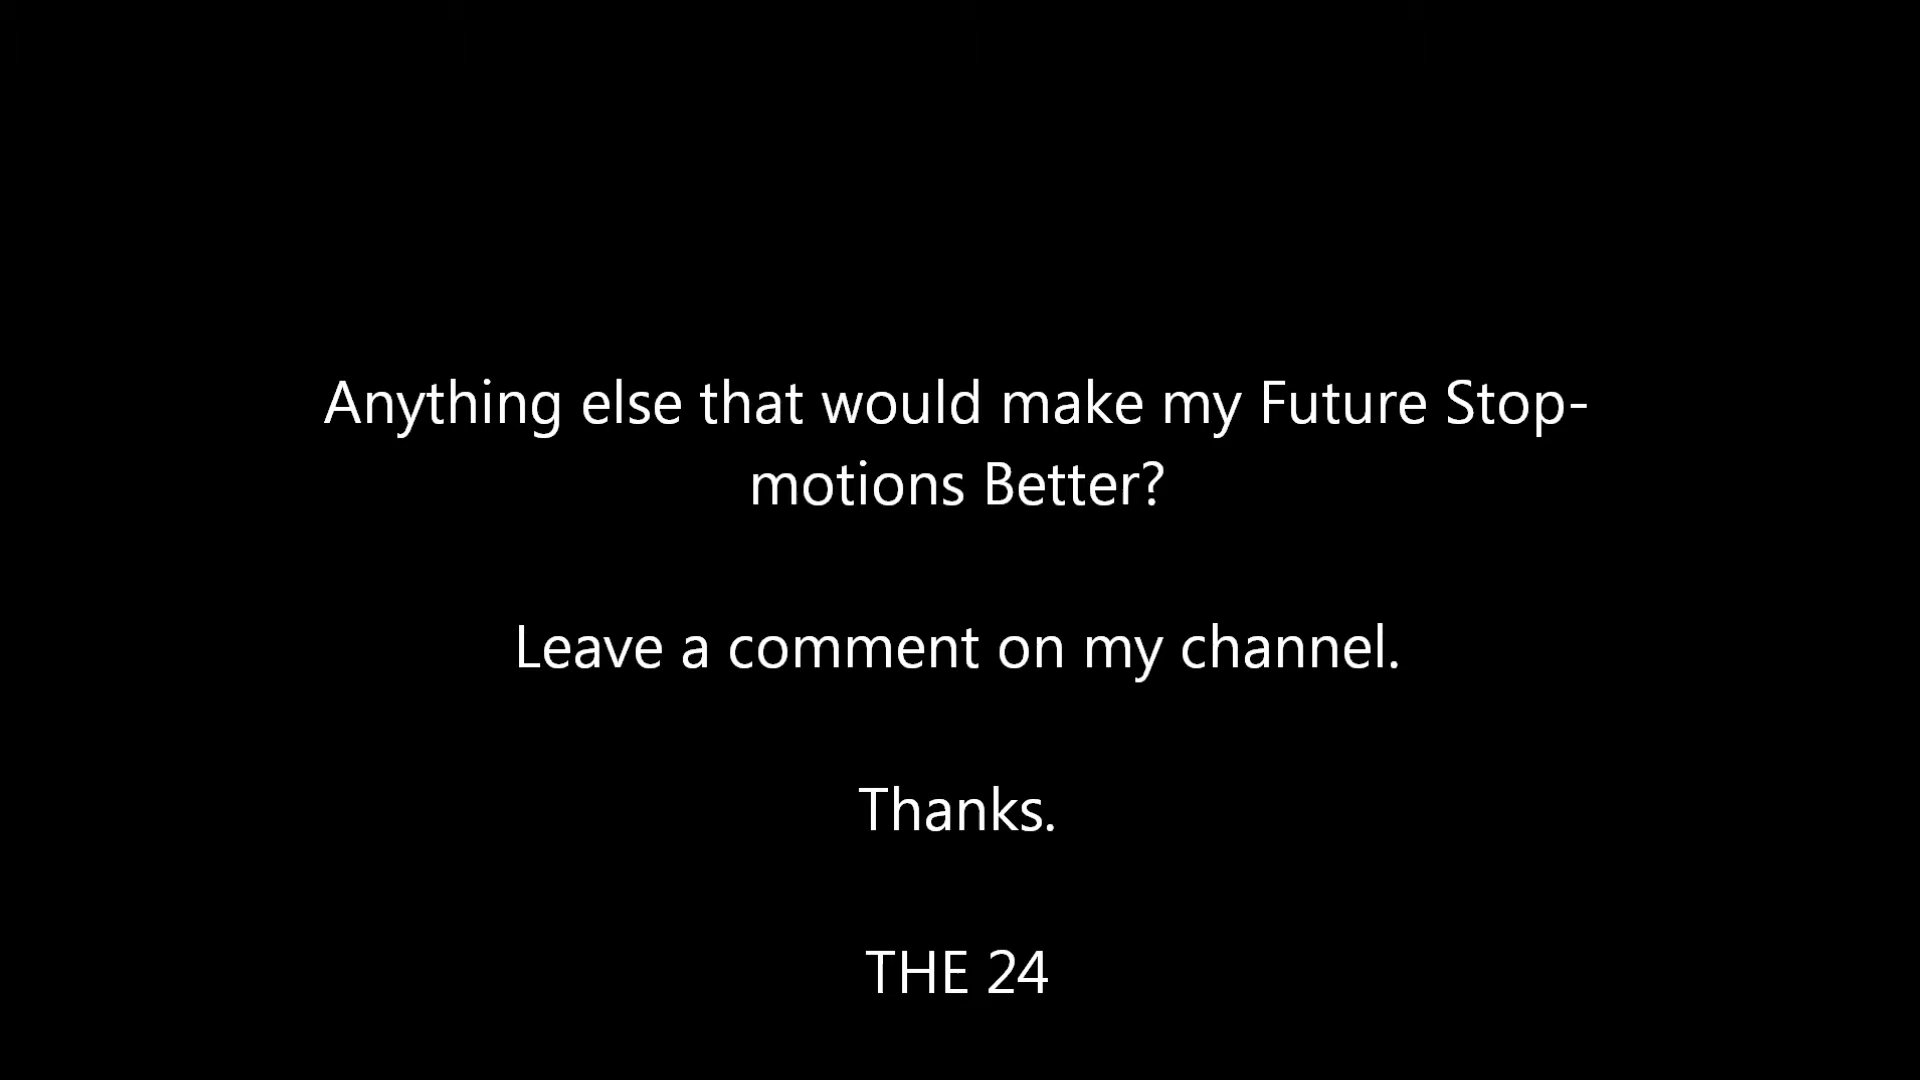 Anything else that would make my Future Stop-
motions Better?
Leave a comment on my channel.
Thanks.
THE 24